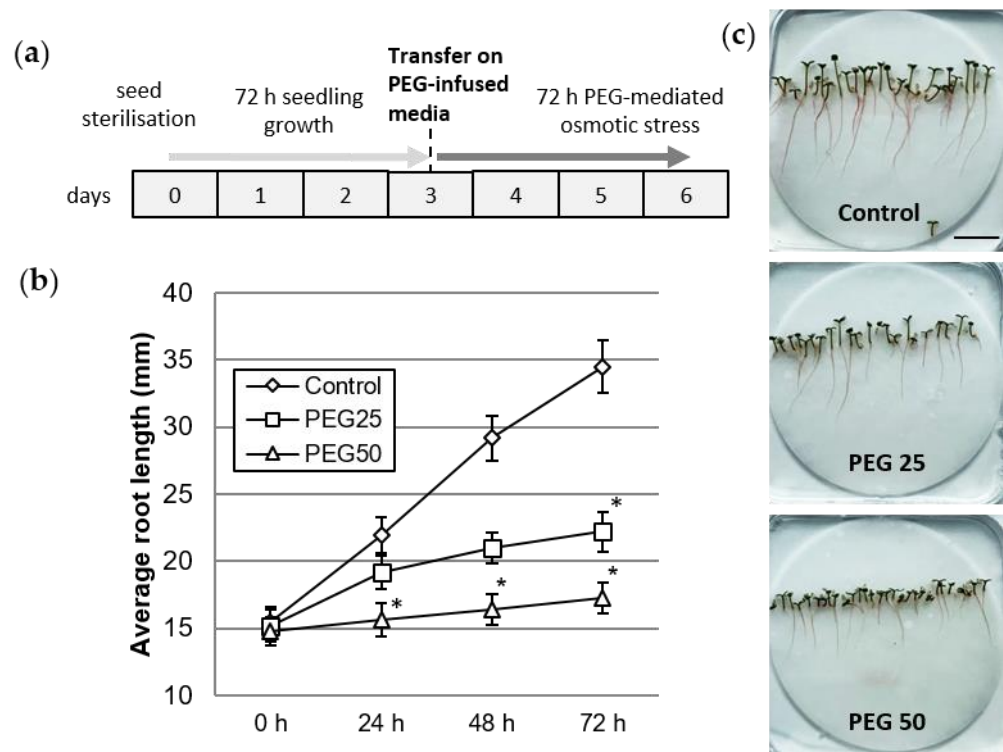 (a)
seed
sterilisation
72 h seedling
growth
Transfer on
PEG-infused
media
72 h PEG-mediated
osmotic stress
days
0 1 2 3 4 5 6
(b)
Average root length (mm)
40
35
30
25
20
15
10
Control
PEG25
PEG50
*
*
*
*
0 h 24 h 48 h 72 h
(c)
Control
PEG 25
PEG 50